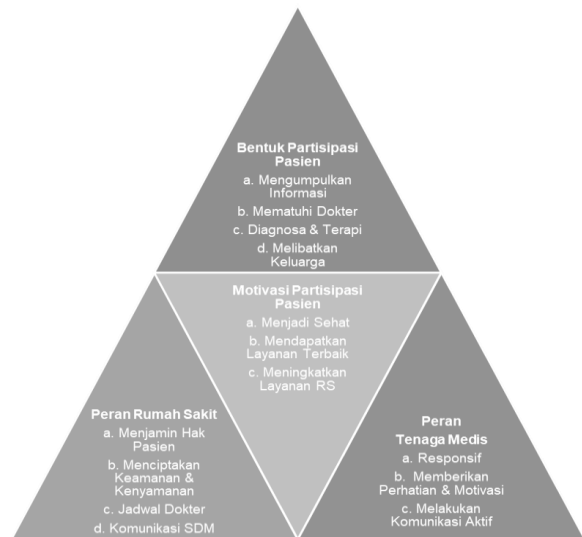 Bentuk Partisipasi
Pasien
a. Mengumpulkan
Informasi
b. Mematuhi Dokter
c. Diagnosa & Terapi
d. Melibatkan
Keluarga
Motivasi Partisipasi
Pasien
a. Menjadi Sehat
b. Mendapatkan
Layanan Terbaik
c. Meningkatkan
Layanan RS
Peran Rumah Sakit
a. Menjamin Hak
Pasien
b. Menciptakan
Keamanan &
Kenyamanan
c. Jadwal Dokter
d. Komunikasi SDM
Peran
Tenaga Medis
a. Responsif
b. Memberikan
Perhatian & Motivasi
c. Melakukan
Komunikasi Aktif